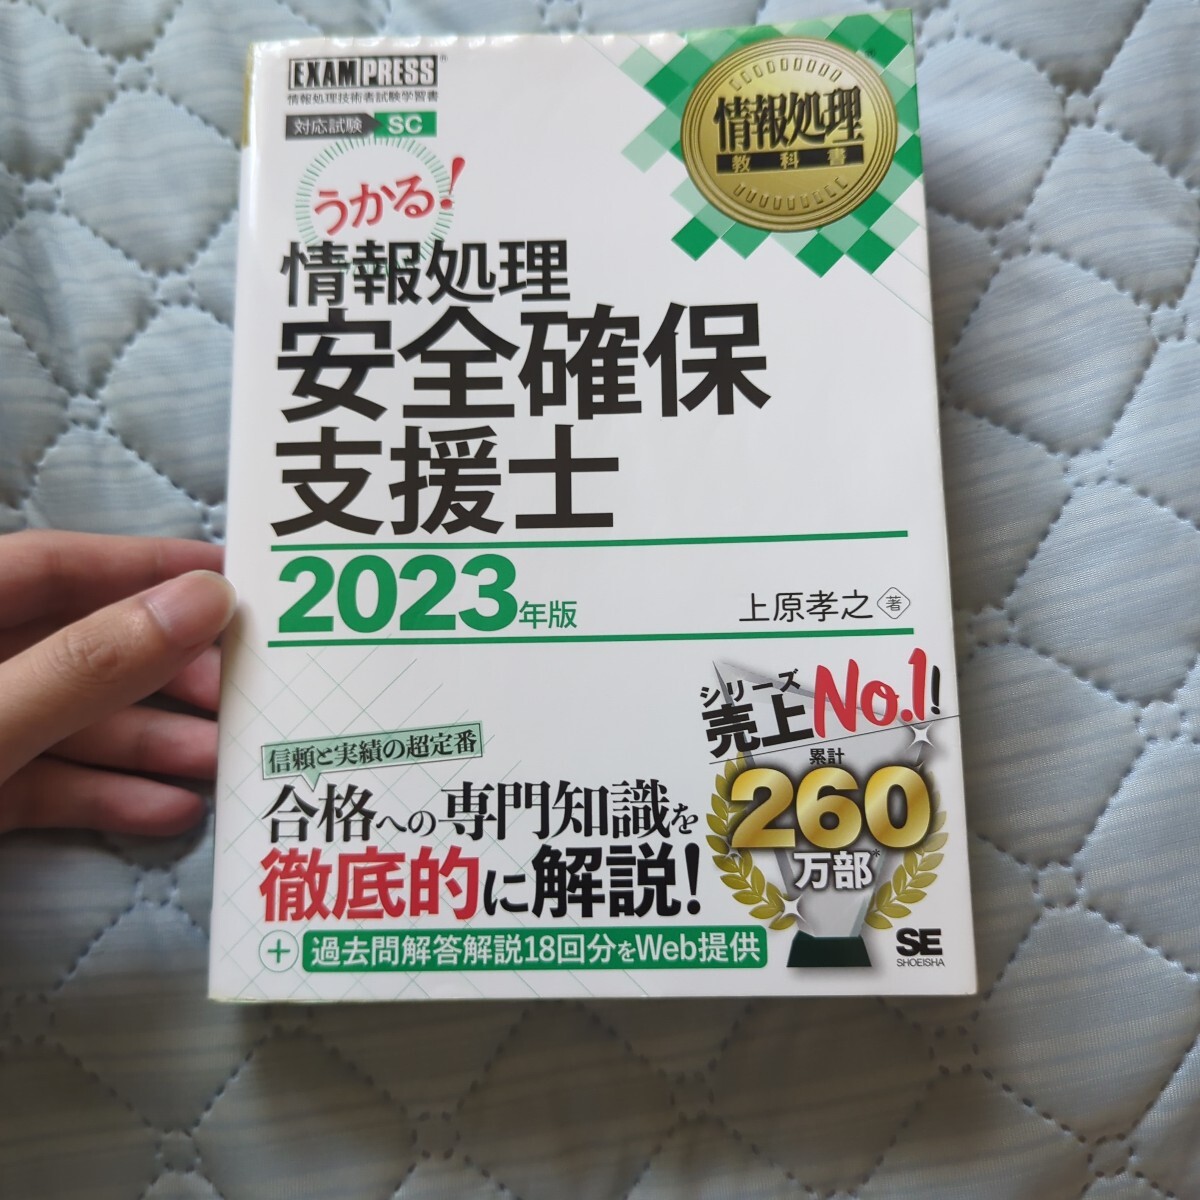 EXAMPRESS®
情報処理技術者試験学習書
対応試験 SC
情報処理®
教科書
うかる!
情報処理
安全確保
支援士
2023年版
上原孝之 著
シリーズ
売上No.1!
累計
260
万部*
信頼と実績の超定番
合格への専門知識を
徹底的に解説!
+ 過去問解答解説18回分をWeb提供
SE
SHOEISHA